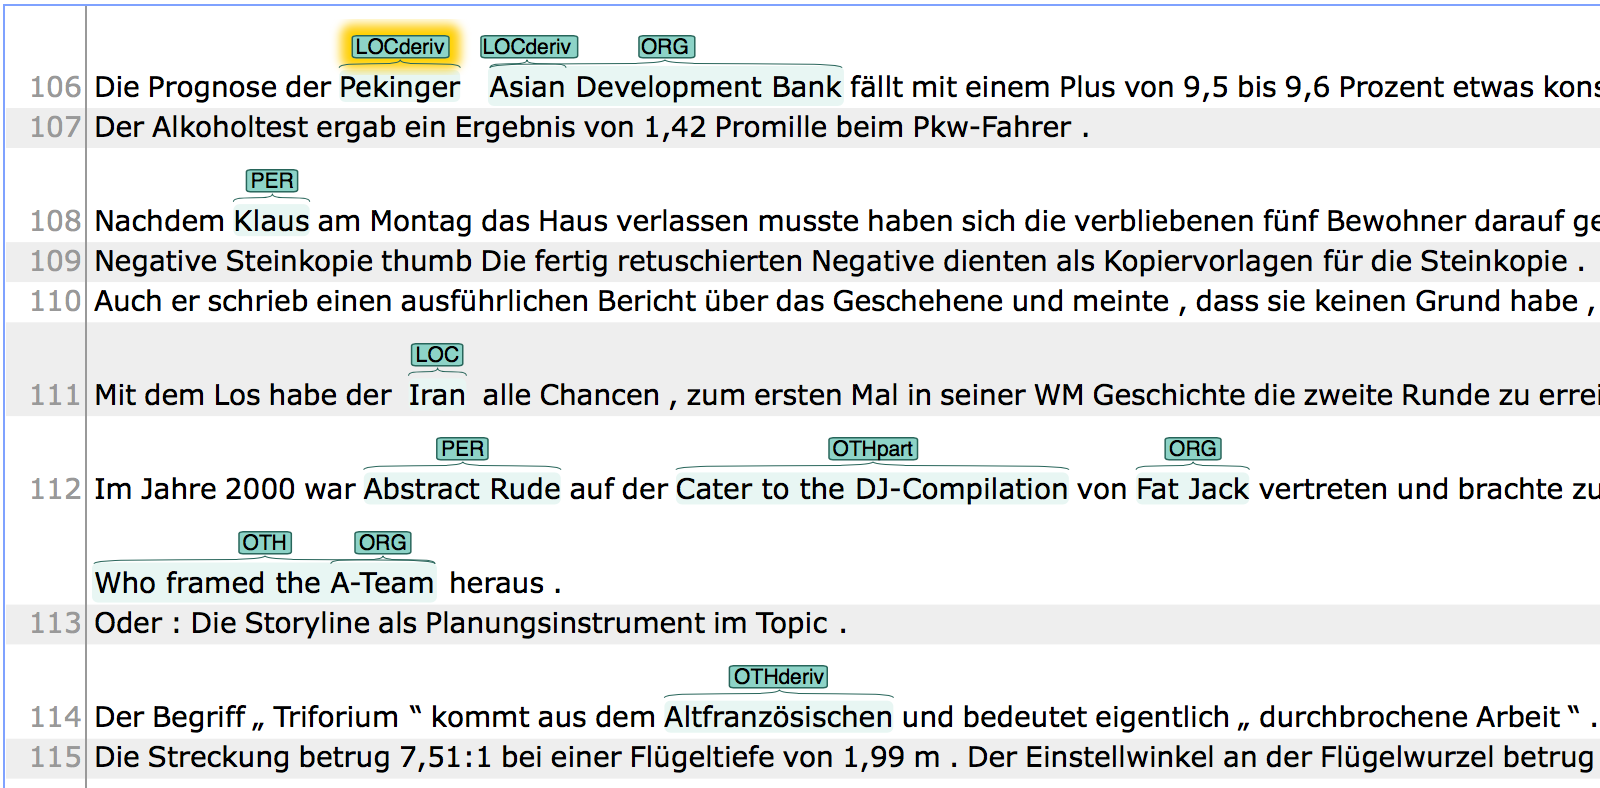 LOCderiv LOCderiv ORG
106 Die Prognose der Pekinger Asian Development Bank fällt mit einem Plus von 9,5 bis 9,6 Prozent etwas kons
107 Der Alkoholtest ergab ein Ergebnis von 1,42 Promille beim Pkw-Fahrer .
PER
108 Nachdem Klaus am Montag das Haus verlassen musste haben sich die verbliebenen fünf Bewohner darauf ge
109 Negative Steinkopie thumb Die fertig retuschierten Negative dienten als Kopiervorlagen für die Steinkopie .
110 Auch er schrieb einen ausführlichen Bericht über das Geschehene und meinte , dass sie keinen Grund habe ,
LOC
111 Mit dem Los habe der Iran alle Chancen , zum ersten Mal in seiner WM Geschichte die zweite Runde zu errei
PER OTHpart ORG
112 Im Jahre 2000 war Abstract Rude auf der Cater to the DJ-Compilation von Fat Jack vertreten und brachte zu
OTH ORG
Who framed the A-Team heraus .
113 Oder : Die Storyline als Planungsinstrument im Topic .
OTHderiv
114 Der Begriff „ Triforium “ kommt aus dem Altfranzösischen und bedeutet eigentlich „ durchbrochene Arbeit “ .
115 Die Streckung betrug 7,51:1 bei einer Flügeltiefe von 1,99 m . Der Einstellwinkel an der Flügelwurzel betrug